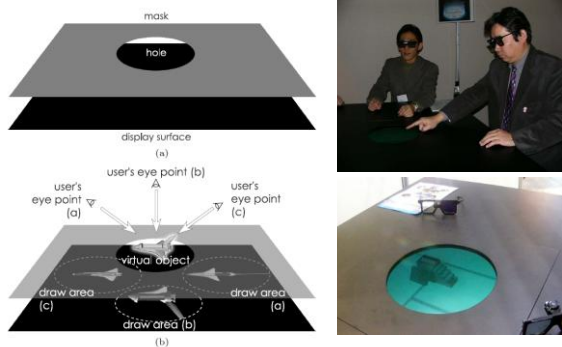 mask
hole
display surface
(a)
user's eye point (b)
user's
eye point
(a)
user's
eye point
(c)
virtual object
draw area
(c)
draw area
(a)
draw area (b)
(b)